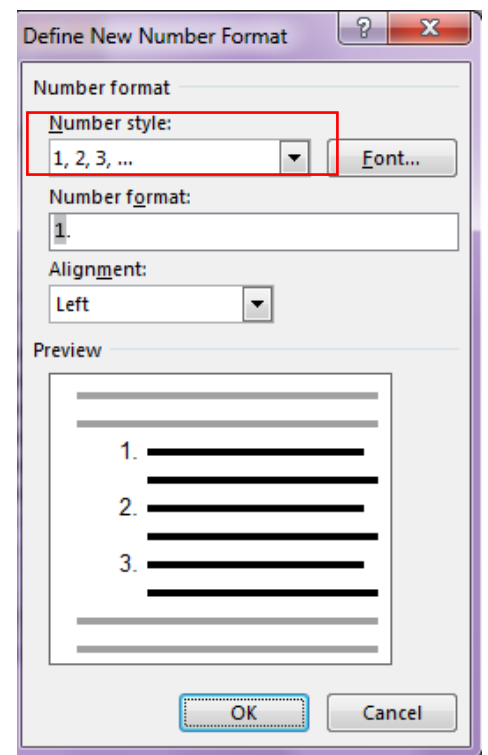 Define New Number Format
?
X
Number format
Number style:
1, 2, 3, ...
Font...
Number format:
1.
Alignment:
Left
Preview
1.
2.
3.
OK
Cancel